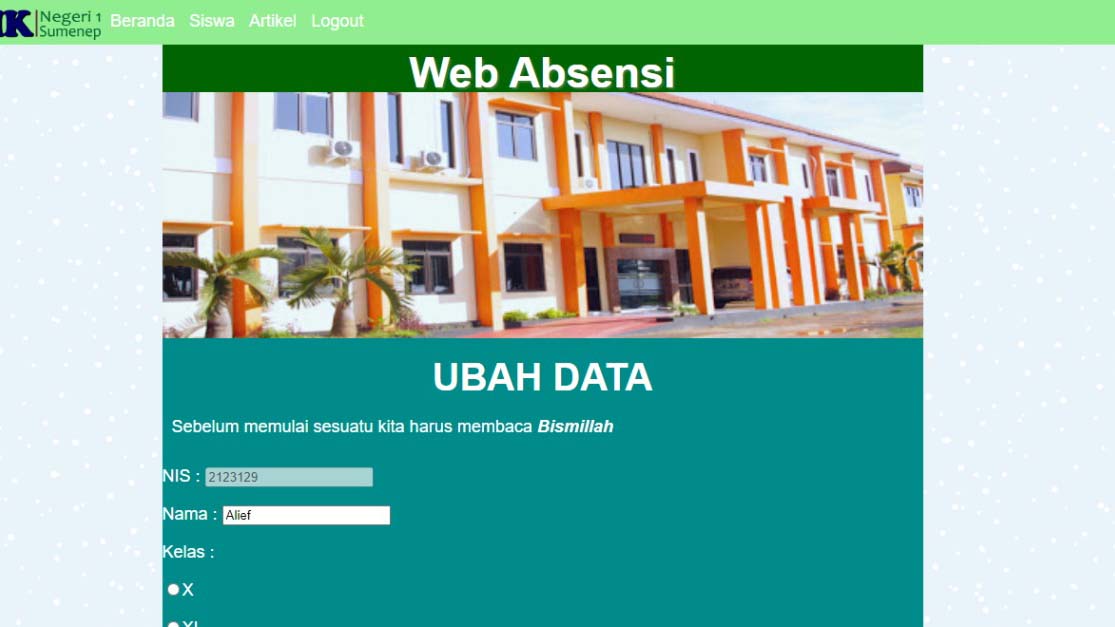 Negeri 1
Sumenep
Beranda Siswa Artikel Logout
Web Absensi
UBAH DATA
Sebelum memulai sesuatu kita harus membaca Bismillah
NIS : 2123129
Nama : Alief
Kelas :
X
XI